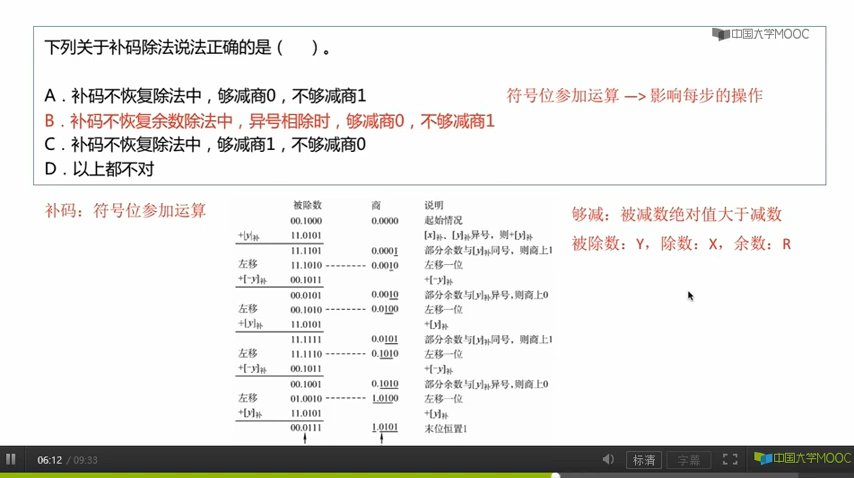 中国大学MOOC
下列关于补码除法说法正确的是（　　）。
A．补码不恢复除法中，够减商0，不够减商1
符号位参加运算 —> 影响每步的操作
B．补码不恢复余数除法中，异号相除时，够减商0，不够减商1
C．补码不恢复除法中，够减商1，不够减商0
D．以上都不对
补码：符号位参加运算
够减：被减数绝对值大于减数
被除数：Y，除数：X，余数：R
被除数 商 说明
00.1000 0.0000 起始情况
+[y]补 11.0101 [x]补、[y]补异号，则+[y]补
11.1101 0.0001 部分余数与[y]补同号，则商上1
左移 11.1010 0.0010 左移一位
+[-y]补 00.1011 +[-y]补
00.0101 0.0010 部分余数与[y]补异号，则商上0
左移 00.1010 0.0100 左移一位
+[y]补 11.0101 +[y]补
11.1111 0.0101 部分余数与[y]补同号，则商上1
左移 11.1110 0.1010 左移一位
+[-y]补 00.1011 +[-y]补
00.1001 0.1010 部分余数与[y]补异号，则商上0
左移 01.0010 1.0100 左移一位
+[y]补 11.0101 +[y]补
00.0111 1.0101 末位恒置1
06:12 / 09:33 标清 字幕 中国大学MOOC